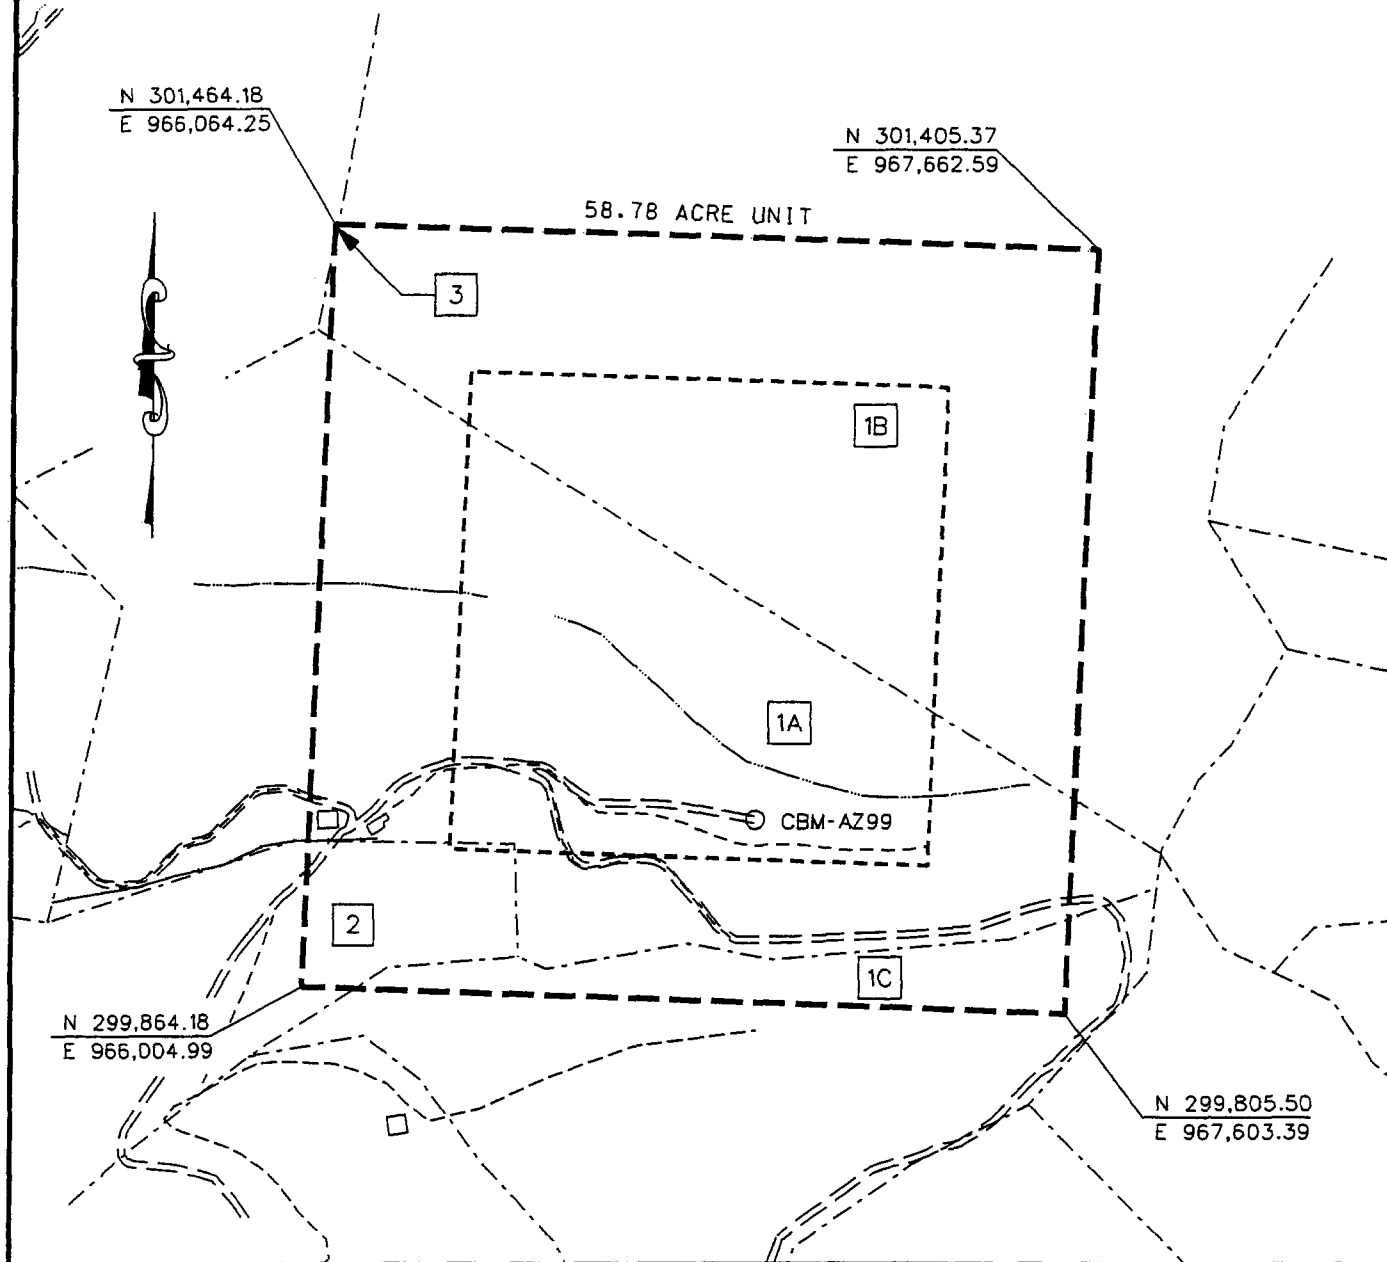 N 301,464.18
E 966,064.25
N 301,405.37
E 967,662.59
58.78 ACRE UNIT
3
1B
1A
CBM-AZ99
2
1C
N 299,864.18
E 966,004.99
N 299,805.50
E 967,603.39